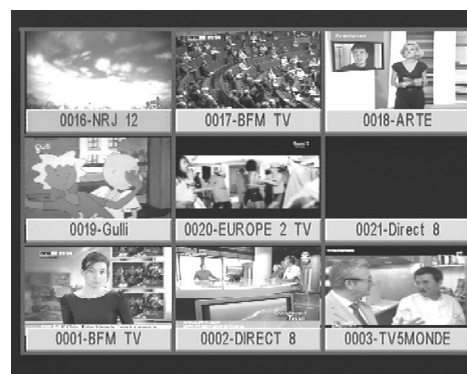 0016-NRJ 12
0017-BFM TV
0018-ARTE
0019-Gulli
0020-EUROPE 2 TV
0021-Direct 8
0001-BFM TV
0002-DIRECT 8
0003-TV5MONDE